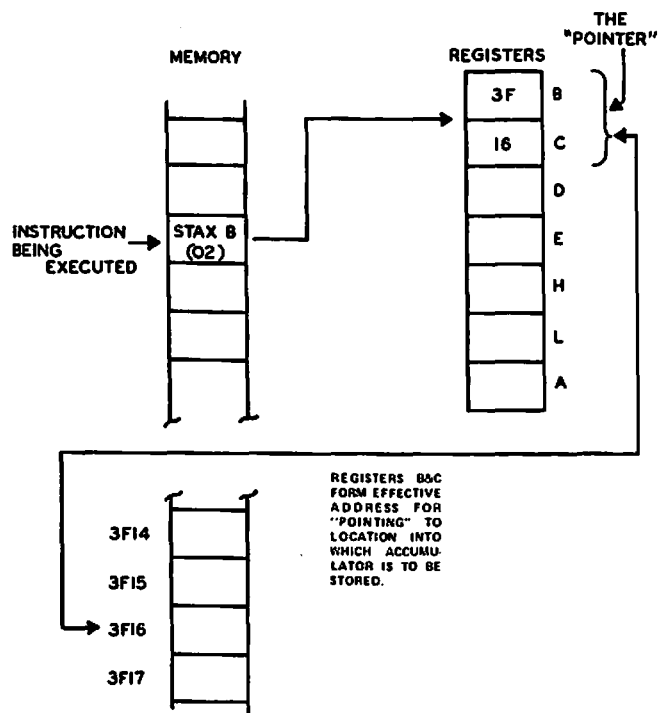 THE
"POINTER"
MEMORY
REGISTERS
3F B
16 C
D
INSTRUCTION
BEING
EXECUTED
STAX B
(02)
E
H
L
A
REGISTERS B&C
FORM EFFECTIVE
ADDRESS FOR
"POINTING" TO
LOCATION INTO
WHICH ACCUMU-
LATOR IS TO BE
STORED.
3F14
3F15
3F16
3F17